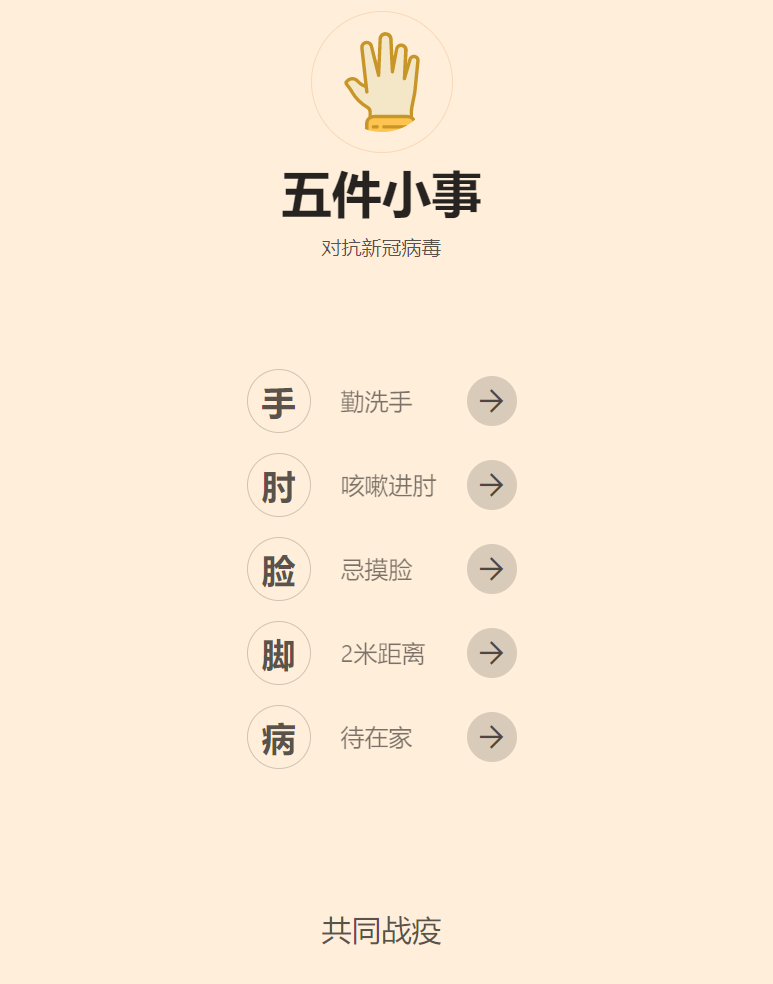 五件小事
对抗新冠病毒
手 勤洗手
肘 咳嗽进肘
脸 忌摸脸
脚 2米距离
病 待在家
共同战疫